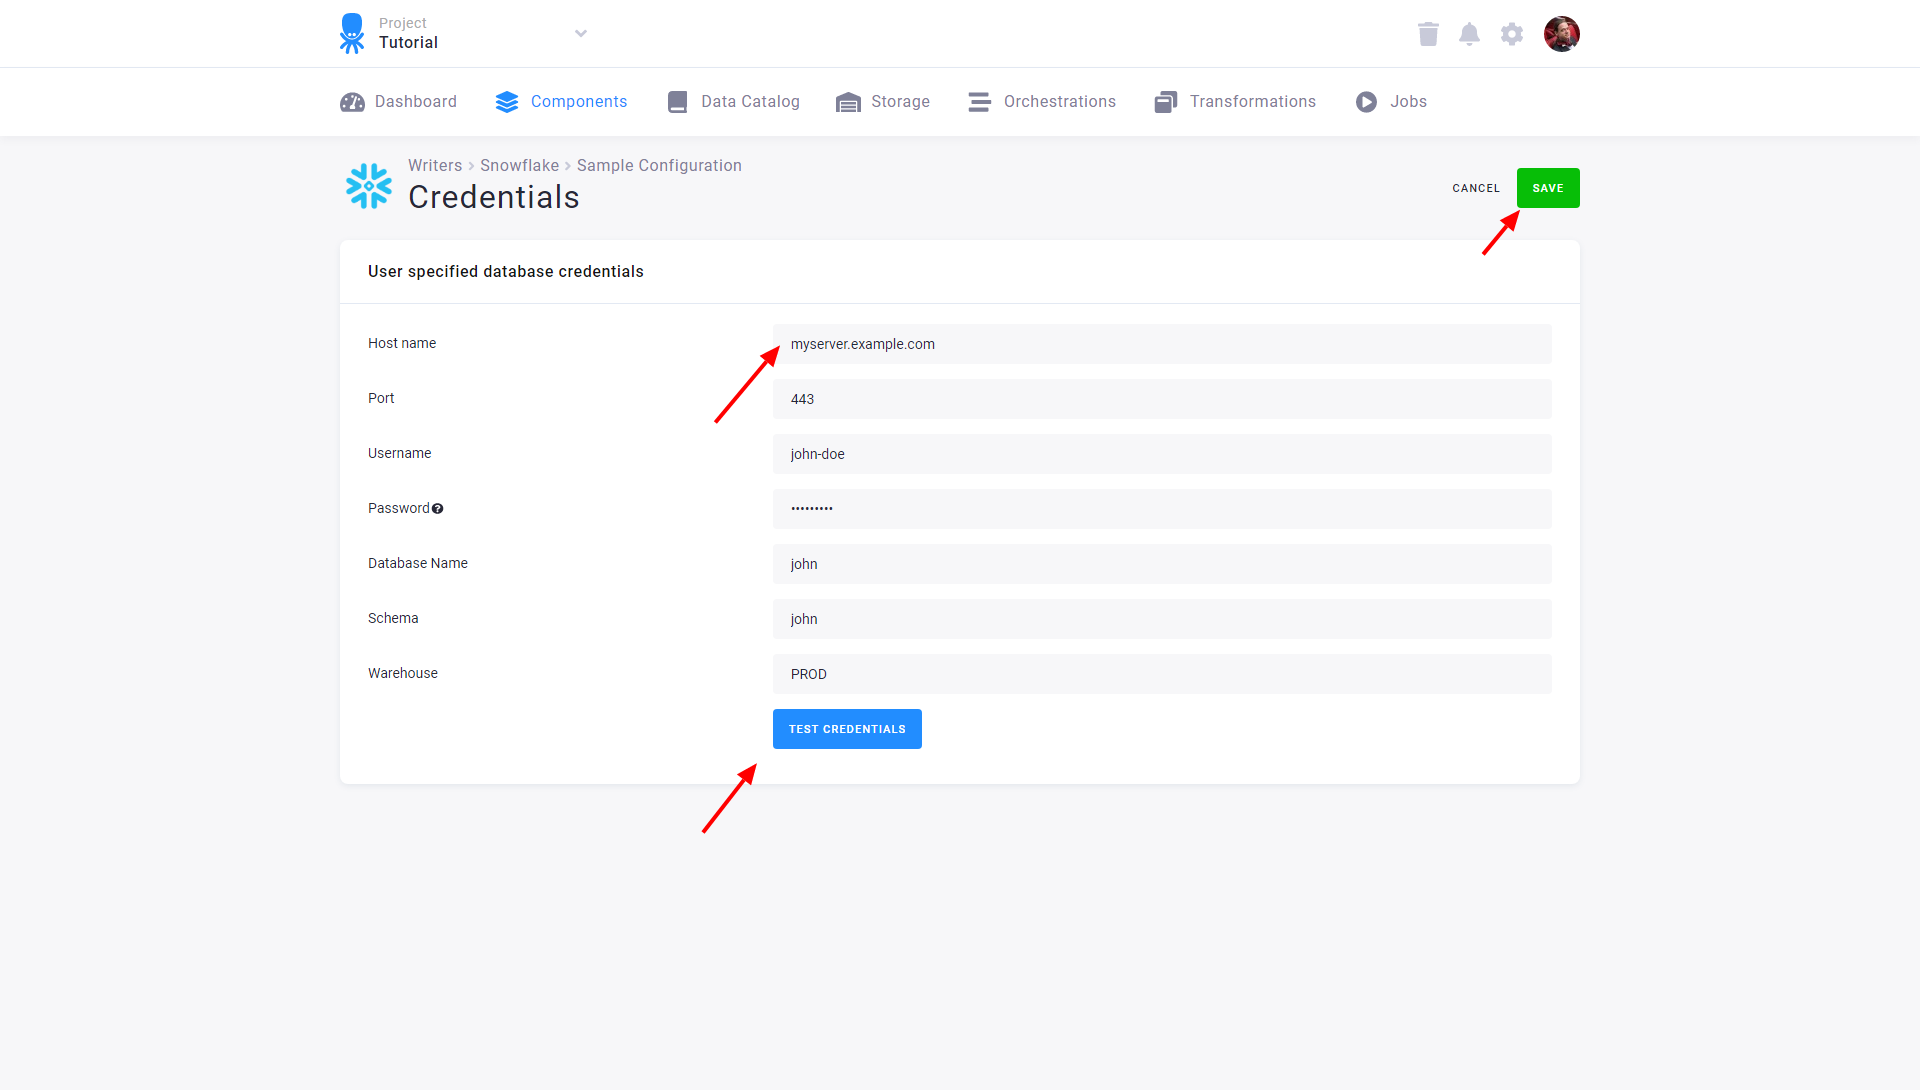 Project
Tutorial
Dashboard Components Data Catalog Storage Orchestrations Transformations Jobs
Writers Snowflake Sample Configuration
Credentials
CANCEL SAVE
User specified database credentials
Host name myserver.example.com
Port 443
Username john-doe
Password •••••••••
Database Name john
Schema john
Warehouse PROD
TEST CREDENTIALS